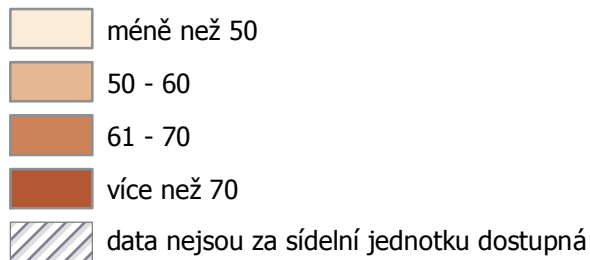 méně než 50
50 - 60
61 - 70
více než 70
data nejsou za sídelní jednotku dostupná